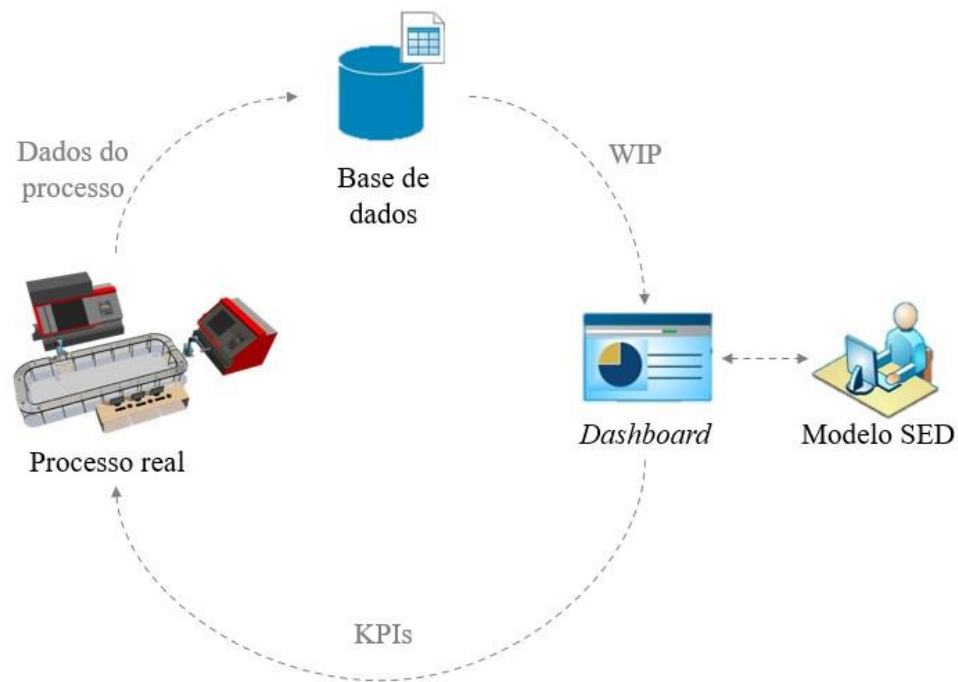 Dados do
processo
Base de
dados
WIP
Processo real
Dashboard
Modelo SED
KPIs